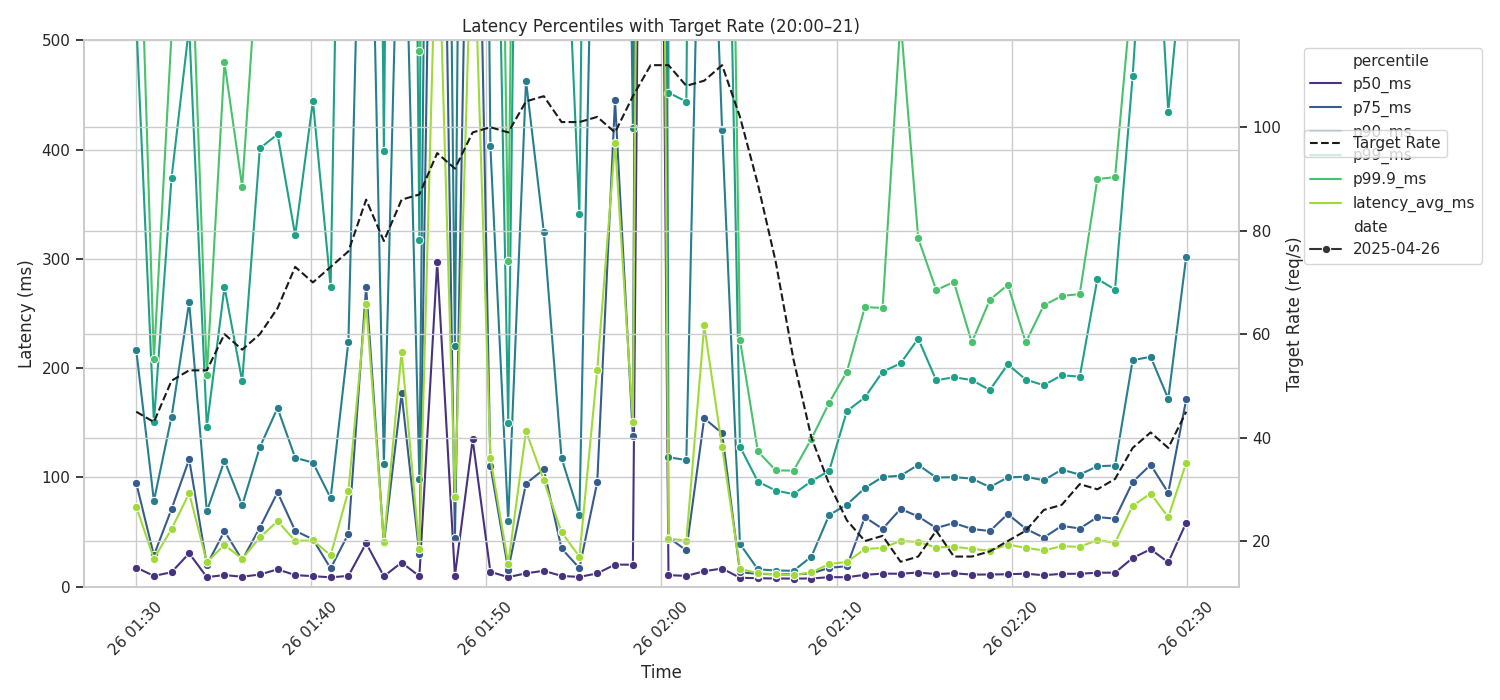 Latency Percentiles with Target Rate (20:00–21)
Latency (ms)
500
400
300
200
100
0
100
80
60
40
20
Target Rate (req/s)
26 01:30
26 01:40
26 01:50
26 02:00
26 02:10
26 02:20
26 02:30
Time
percentile
p50_ms
p75_ms
p90_ms
Target Rate
p99_ms
p99.9_ms
latency_avg_ms
date
2025-04-26